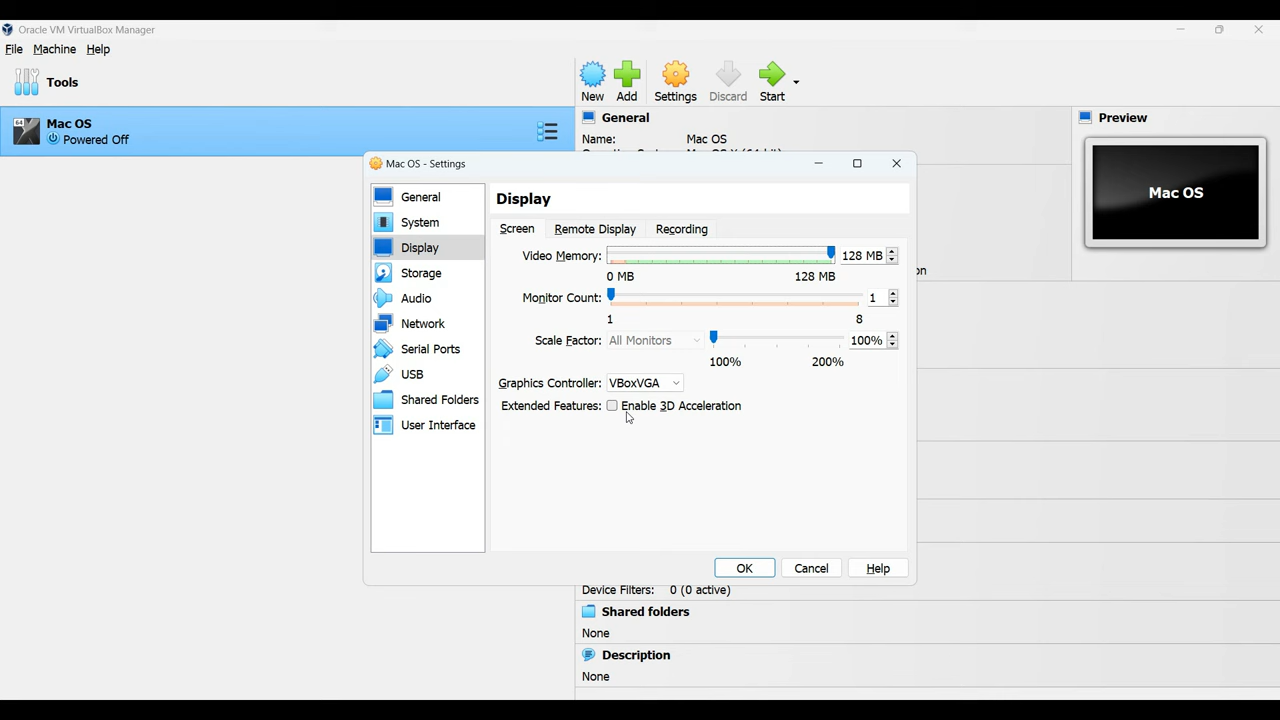 Oracle VM VirtualBox Manager
File Machine Help
Tools
New Add Settings Discard Start
64 Mac OS
Powered Off
General
Name: Mac OS
Preview
Mac OS
Mac OS - Settings
General
System
Display
Storage
Audio
Network
Serial Ports
USB
Shared Folders
User Interface
Display
Screen Remote Display Recording
Video Memory: 128 MB
0 MB 128 MB
Monitor Count: 1
1 8
Scale Factor: All Monitors 100%
100% 200%
Graphics Controller: VBoxVGA
Extended Features: Enable 3D Acceleration
OK Cancel Help
Device Filters: 0 (0 active)
Shared folders
None
Description
None